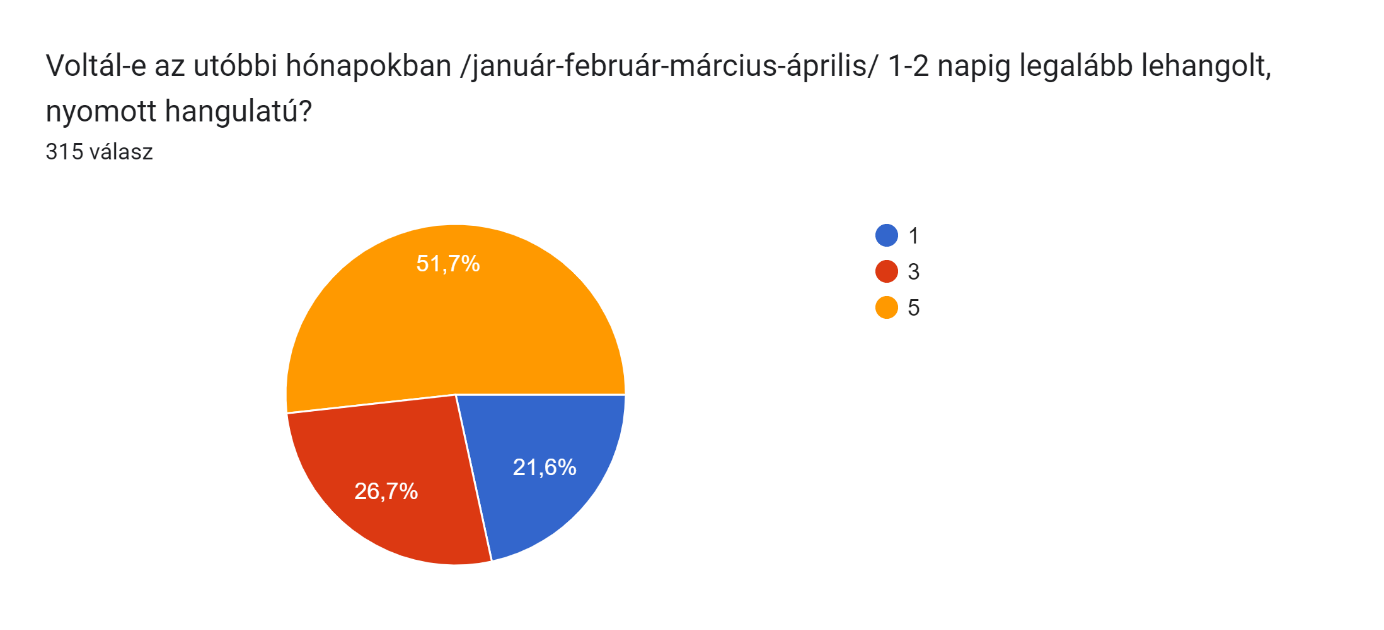 Voltál-e az utóbbi hónapokban /január-február-március-április/ 1-2 napig legalább lehangolt,
nyomott hangulatú?
315 válasz
1
3
5
51,7%
26,7%
21,6%